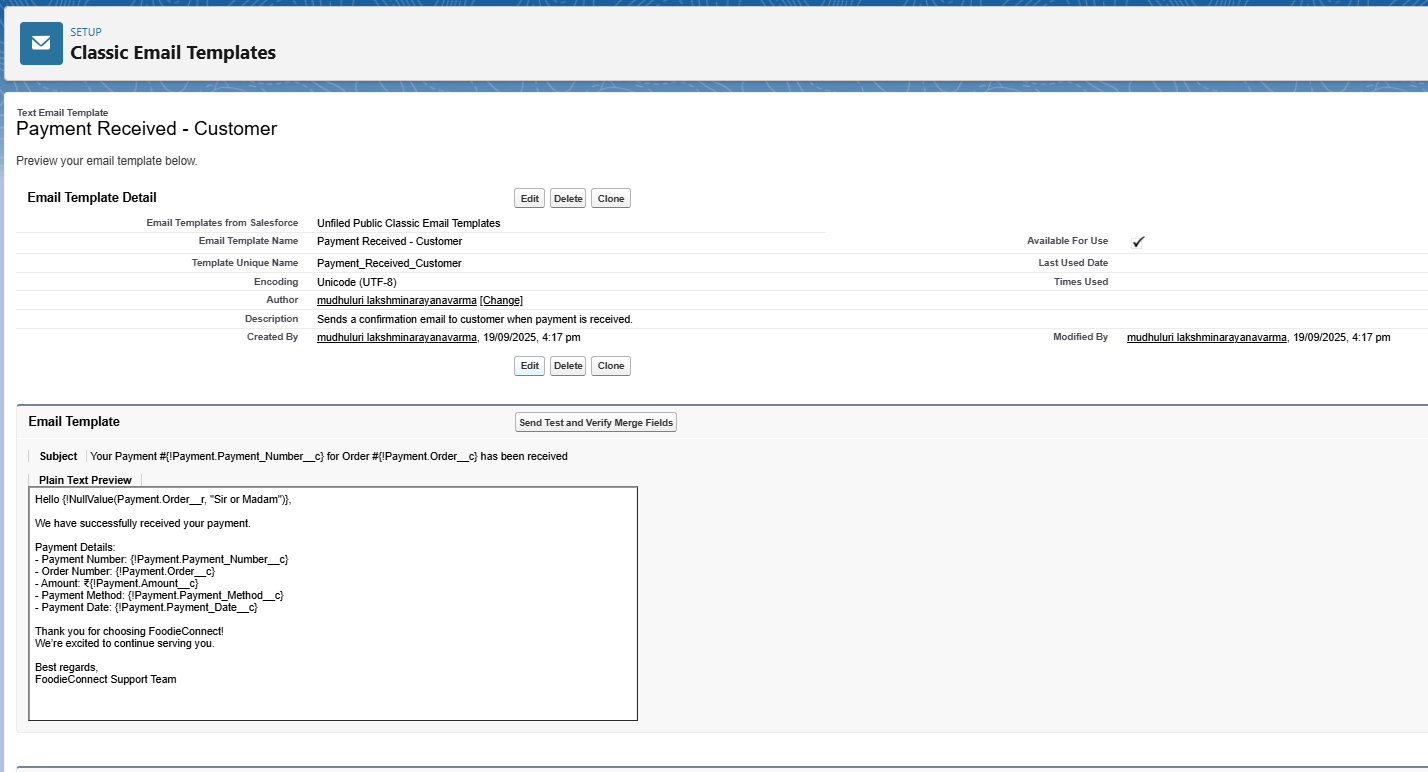 SETUP
Classic Email Templates
Text Email Template
Payment Received - Customer
Preview your email template below.
Email Template Detail Edit Delete Clone
Email Templates from Salesforce Unfiled Public Classic Email Templates
Email Template Name Payment Received - Customer Available For Use ✓
Template Unique Name Payment_Received_Customer Last Used Date
Encoding Unicode (UTF-8) Times Used
Author mudhuluri lakshminarayanavarma [Change]
Description Sends a confirmation email to customer when payment is received.
Created By mudhuluri lakshminarayanavarma, 19/09/2025, 4:17 pm Modified By mudhuluri lakshminarayanavarma, 19/09/2025, 4:17 pm
Edit Delete Clone
Email Template Send Test and Verify Merge Fields
Subject Your Payment #{!Payment.Payment_Number__c} for Order #{!Payment.Order__c} has been received
Plain Text Preview
Hello {!NullValue(Payment.Order__r, "Sir or Madam")},
We have successfully received your payment.
Payment Details:
- Payment Number: {!Payment.Payment_Number__c}
- Order Number: {!Payment.Order__c}
- Amount: ₹{!Payment.Amount__c}
- Payment Method: {!Payment.Payment_Method__c}
- Payment Date: {!Payment.Payment_Date__c}
Thank you for choosing FoodieConnect!
We're excited to continue serving you.
Best regards,
FoodieConnect Support Team